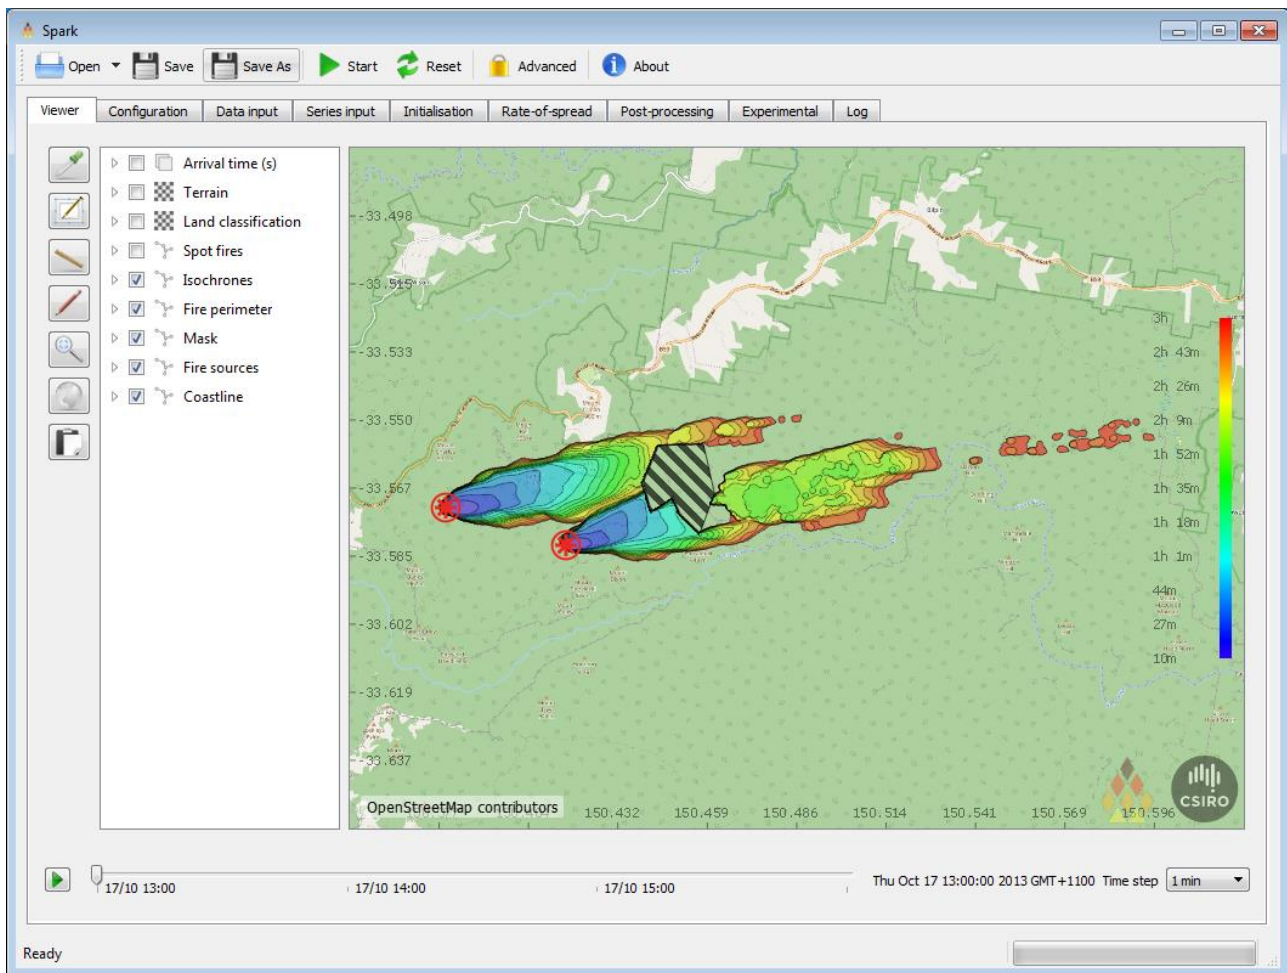 Spark
Open Save Save As Start Reset Advanced About
Viewer Configuration Data input Series input Initialisation Rate-of-spread Post-processing Experimental Log
Arrival time (s)
Terrain
Land classification
Spot fires
Isochrones
Fire perimeter
Mask
Fire sources
Coastline
-33.498
-33.515
-33.533
-33.550
-33.567
-33.585
-33.602
-33.619
-33.637
Bilpin
3h
2h 43m
2h 26m
2h 9m
1h 52m
1h 35m
1h 18m
1h 1m
44m
27m
10m
OpenStreetMap contributors
150.432 150.459 150.486 150.514 150.541 150.569 150.596
CSIRO
17/10 13:00 17/10 14:00 17/10 15:00
Thu Oct 17 13:00:00 2013 GMT+1100 Time step 1 min
Ready